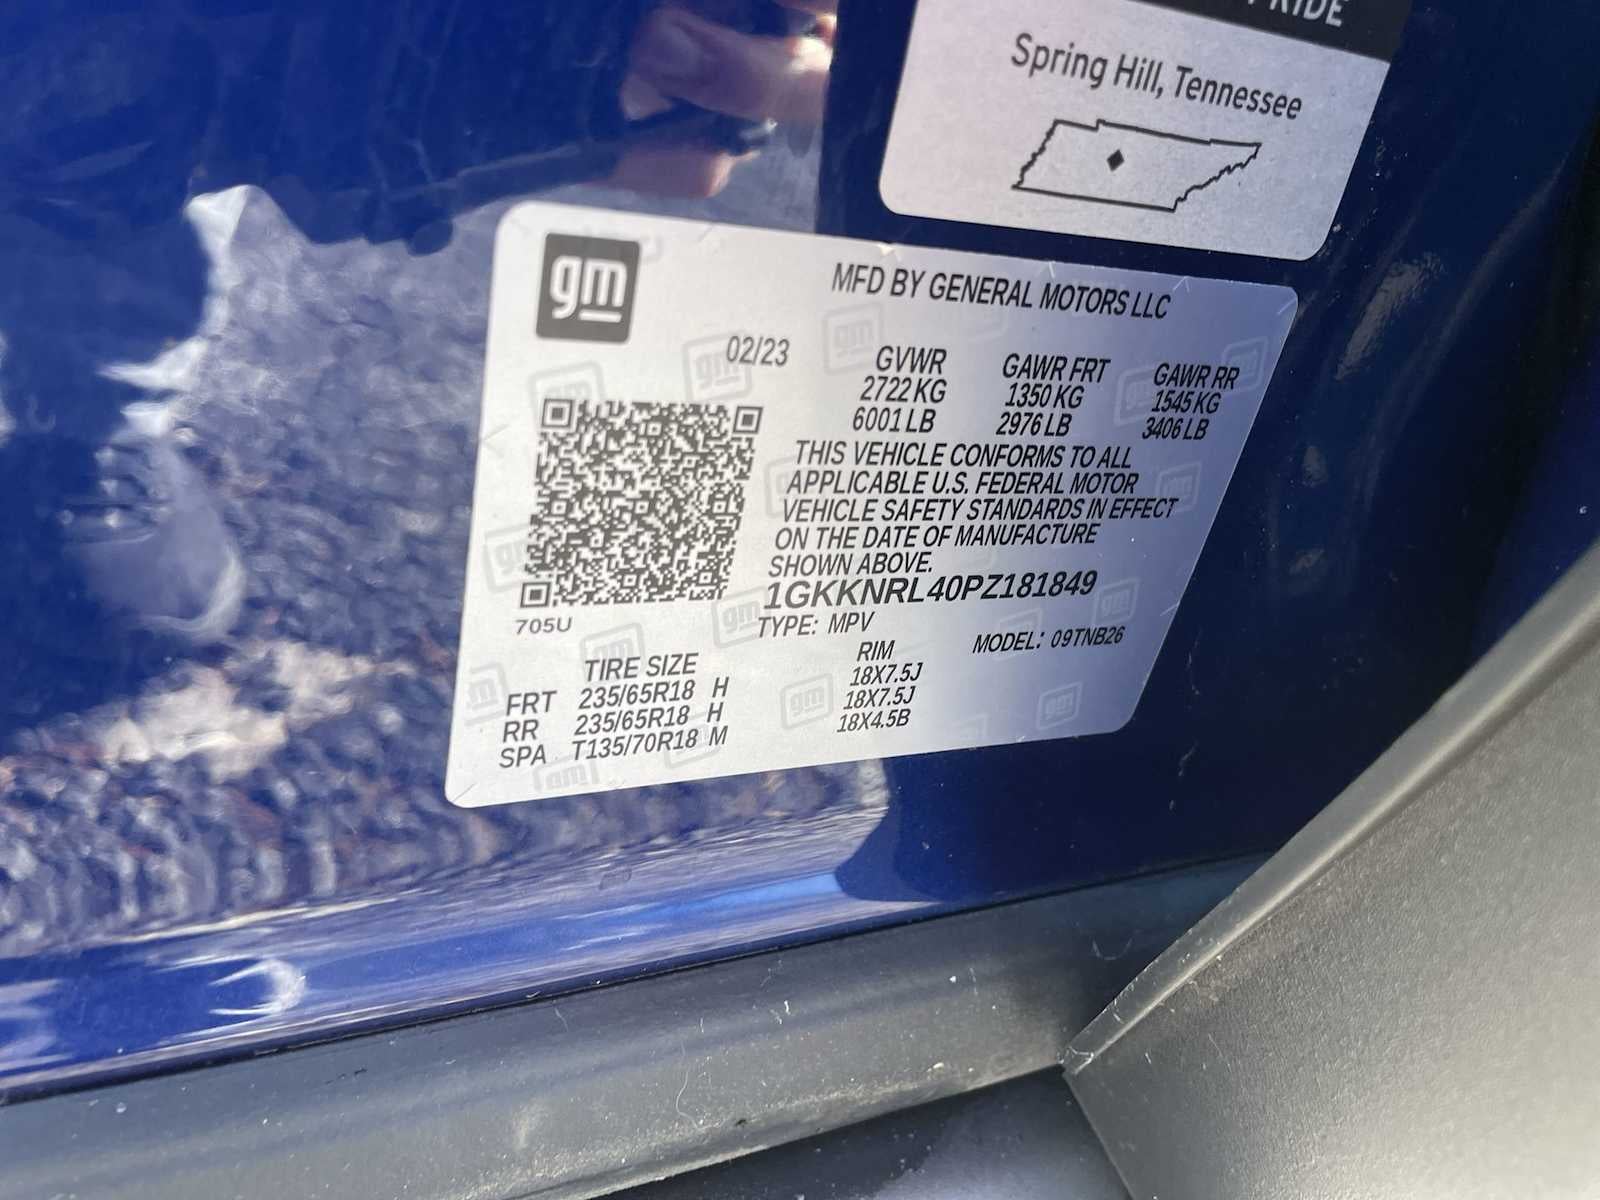 Spring Hill, Tennessee
gm
MFD BY GENERAL MOTORS LLC
02/23
GVWR GAWR FRT GAWR RR
2722 KG 1350 KG 1545 KG
6001 LB 2976 LB 3406 LB
THIS VEHICLE CONFORMS TO ALL
APPLICABLE U.S. FEDERAL MOTOR
VEHICLE SAFETY STANDARDS IN EFFECT
ON THE DATE OF MANUFACTURE
SHOWN ABOVE.
1GKKNRL40PZ181849
705U
TYPE: MPV MODEL: 09TNB26
TIRE SIZE RIM
FRT 235/65R18 H 18X7.5J
RR 235/65R18 H 18X7.5J
SPA T135/70R18 M 18X4.5B